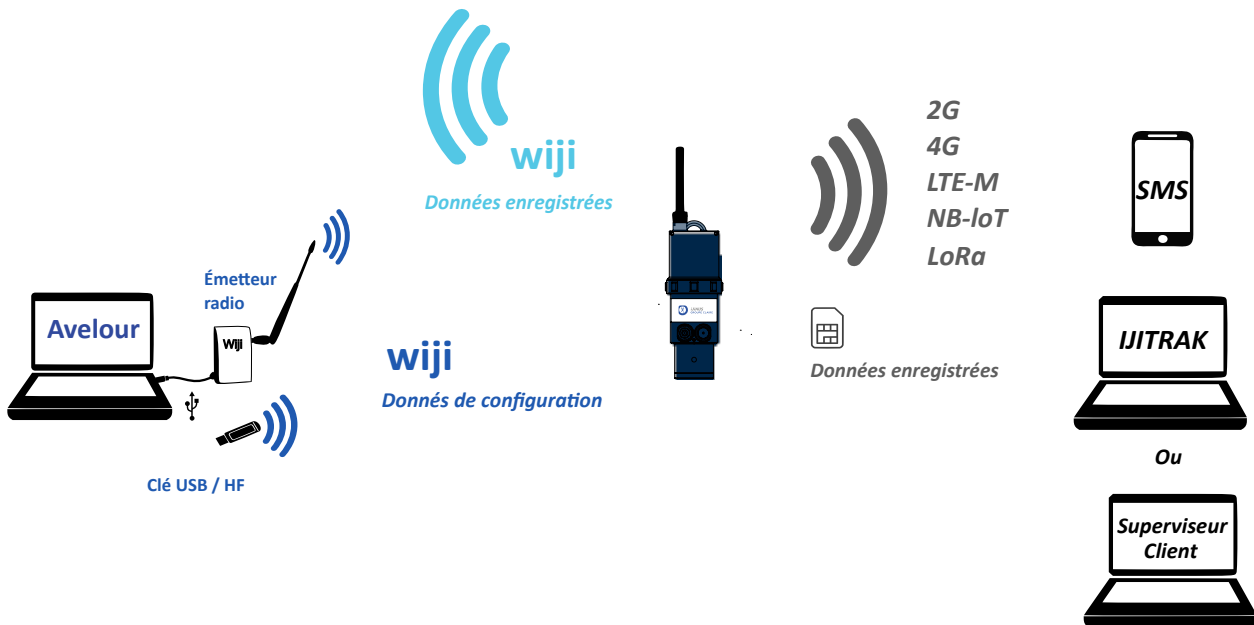 wiji
Données enregistrées
Émetteur
radio
Avelour
Wiji
wiji
Donnés de configuration
Clé USB / HF
2G
4G
LTE-M
NB-IoT
LoRa
Données enregistrées
SMS
IJITRAK
Ou
Superviseur
Client